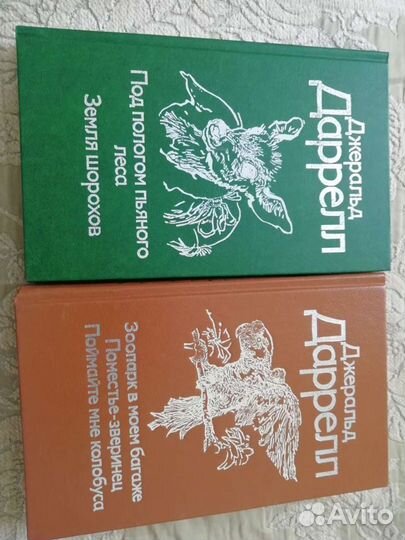 Джеральд
Даррелл
Под пологом пьяного
леса
Земля шорохов
Джеральд
Даррелл
Зоопарк в моем багаже
Поместье-зверинец
Поймайте мне колобуса
Avito